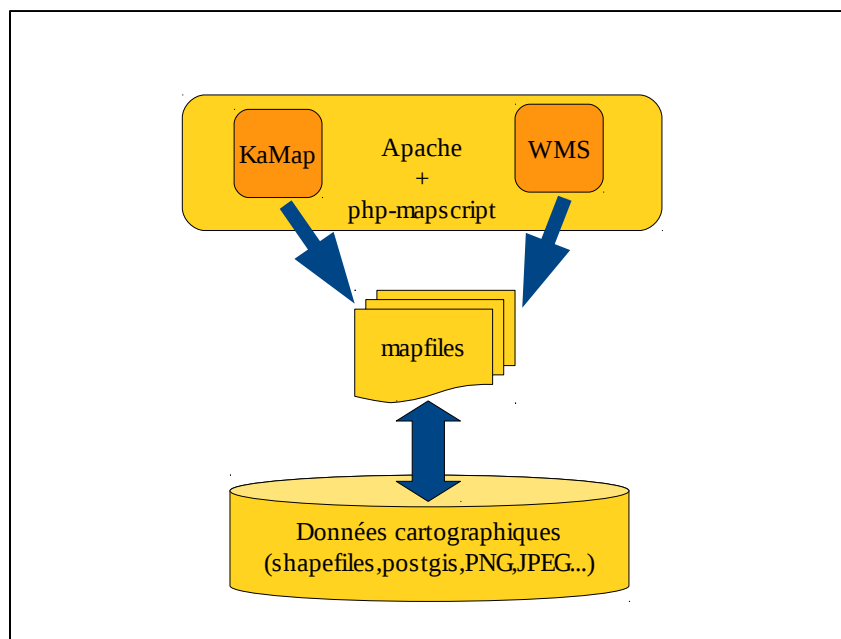 KaMap
Apache
+
php-mapscript
WMS
mapfiles
Données cartographiques
(shapefiles,postgis,PNG,JPEG...)